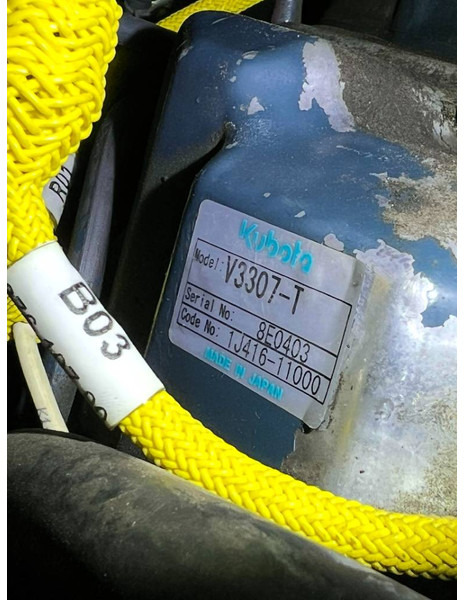 Kubota
Model: V3307-T
Serial No: 8E0403
Code No: 1J416-11000
MADE IN JAPAN
B03